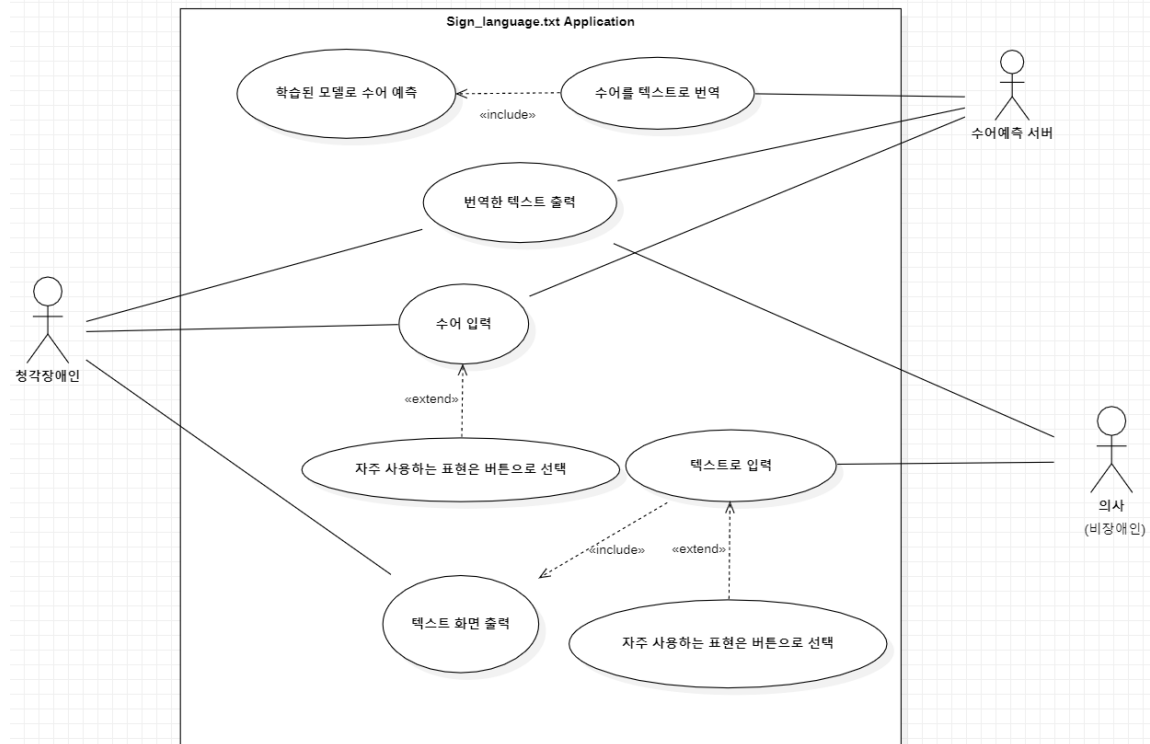 Sign_language.txt Application
학습된 모델로 수어 예측
수어를 텍스트로 번역
«include»
수어예측 서버
번역한 텍스트 출력
수어 입력
청각장애인
«extend»
자주 사용하는 표현은 버튼으로 선택
텍스트로 입력
의사
(비장애인)
«include»
«extend»
텍스트 화면 출력
자주 사용하는 표현은 버튼으로 선택